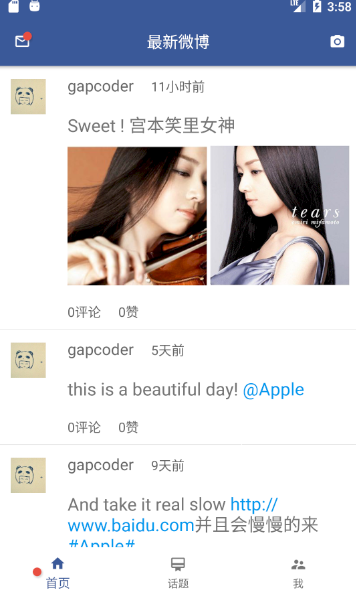 LTE 3:58
最新微博
gapcoder 11小时前
Sweet ! 宫本笑里女神
tears
emiri miyamoto
0评论 0赞
gapcoder 5天前
this is a beautiful day! @Apple
0评论 0赞
gapcoder 9天前
And take it real slow http://
www.baidu.com并且会慢慢的来
#Apple#
首页 话题 我